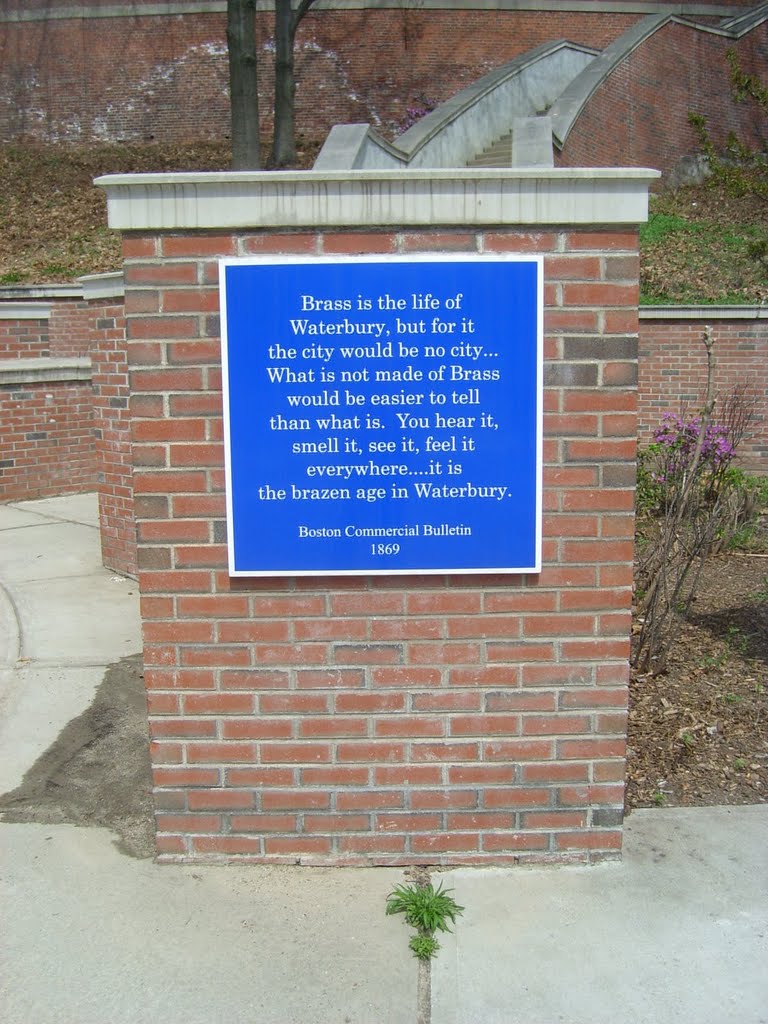 Brass is the life of
Waterbury, but for it
the city would be no city...
What is not made of Brass
would be easier to tell
than what is. You hear it,
smell it, see it, feel it
everywhere....it is
the brazen age in Waterbury.
Boston Commercial Bulletin
1869